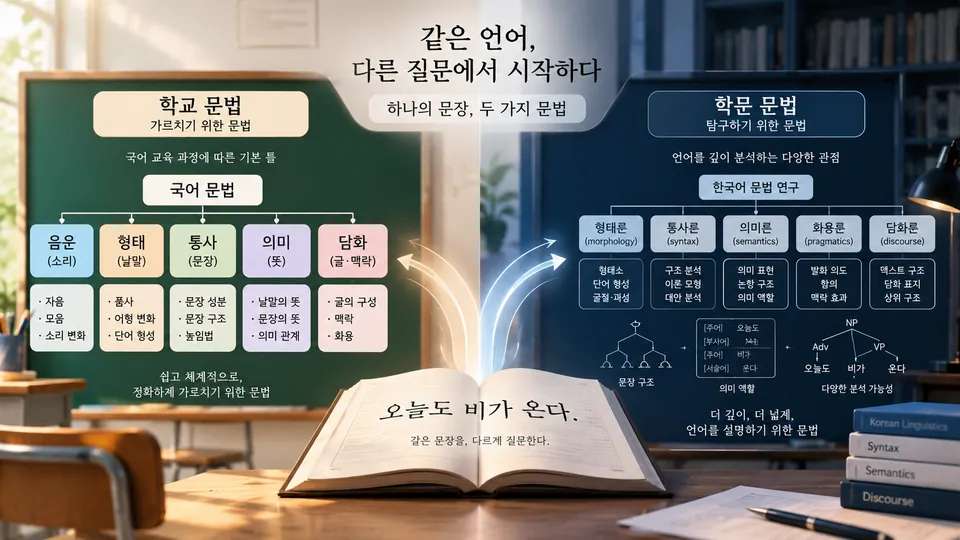 같은 언어,
다른 질문에서 시작하다
하나의 문장, 두 가지 문법
학교 문법
가르치기 위한 문법
국어 교육 과정에 따른 기본 틀
국어 문법
음운
(소리)
형태
(낱말)
통사
(문장)
의미
(뜻)
담화
(글·맥락)
· 자음
· 모음
· 소리 변화
· 품사
· 어형 변화
· 단어 형성
· 문장 성분
· 문장 구조
· 높임법
· 낱말의 뜻
· 문장의 뜻
· 의미 관계
· 글의 구성
· 맥락
· 화용
쉽고 체계적으로,
정확하게 가르치기 위한 문법
학문 문법
탐구하기 위한 문법
언어를 깊이 분석하는 다양한 관점
한국어 문법 연구
형태론
(morphology)
통사론
(syntax)
의미론
(semantics)
화용론
(pragmatics)
담화론
(discourse)
형태소
단어 형성
굴절·과성
구조 분석
이론 모형
대안 분석
의미 표현
논항 구조
의미 액할
발화 의도
함의
맥락 효과
맥스트 구조
담화 표지
상위 구조
문장 구조
[주어] 오늘도
[부사어]
[주어] 비가
[서술어] 온다
의미 액할
NP
Adv
VP
오늘도
비가
온다
다양한 분석 가능성
더 깊이, 더 넓게,
언어를 설명하기 위한 문법
오늘도 비가 온다.
같은 문장을, 다르게 질문한다.
Korean Linguistics
Syntax
Semantics
Discourse